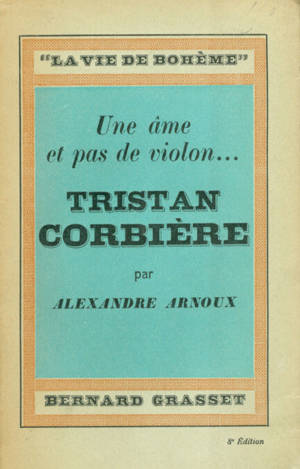 "LA VIE DE BOHÈME"
Une âme
et pas de violon...
TRISTAN
CORBIÈRE
par
ALEXANDRE ARNOUX
BERNARD GRASSET
8e Édition